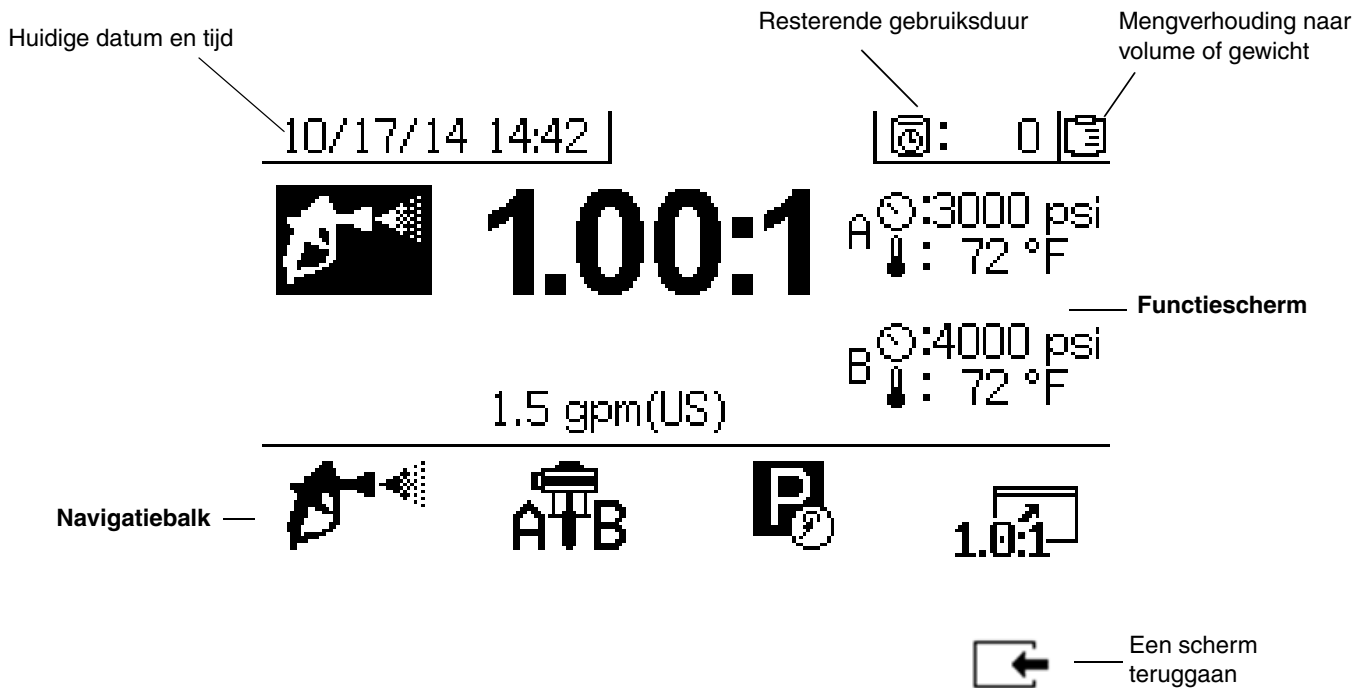 Huidige datum en tijd
Resterende gebruiksduur
Mengverhouding naar
volume of gewicht
10/17/14 14:42
: 0
1.00:1
A :3000 psi
: 72 °F
Functiescherm
B :4000 psi
: 72 °F
1.5 gpm(US)
Navigatiebalk
A B
P
1.0:1
Een scherm
teruggaan